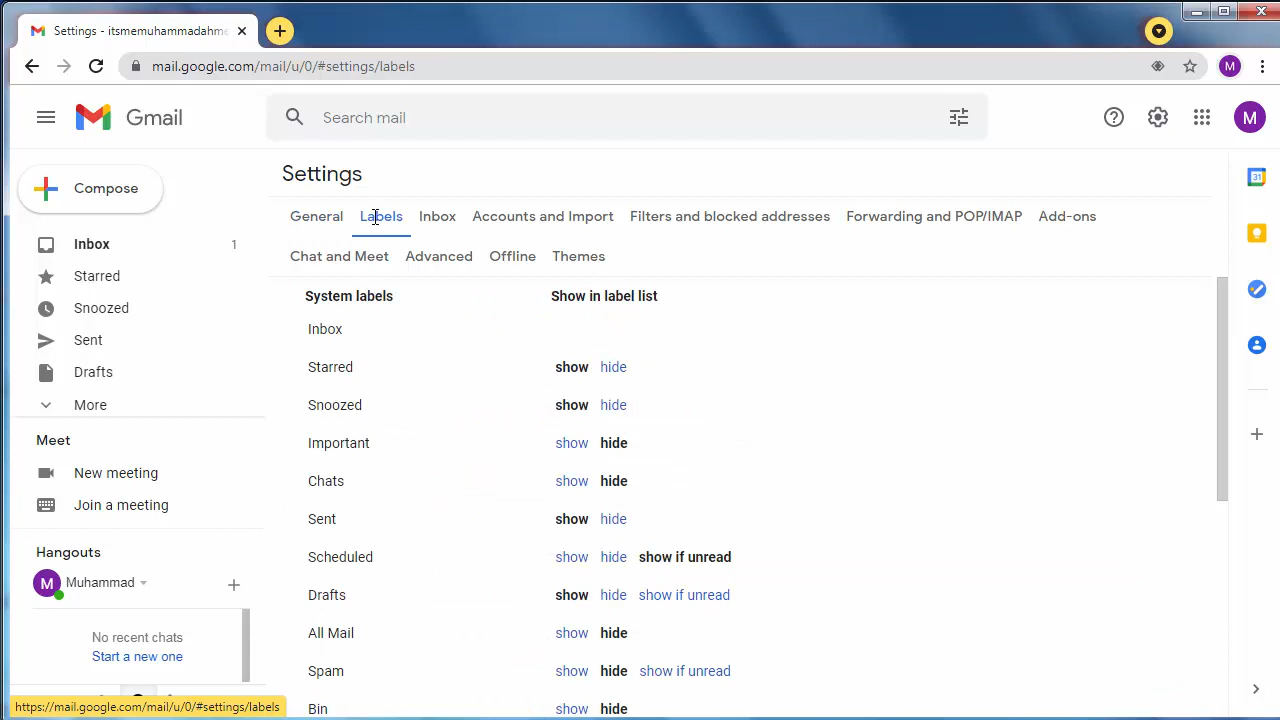 Settings - itsmemuhammadahme
mail.google.com/mail/u/0/#settings/labels
M
Gmail
Search mail
M
Compose
Inbox 1
Starred
Snoozed
Sent
Drafts
More
Meet
New meeting
Join a meeting
Hangouts
M Muhammad
No recent chats
Start a new one
https://mail.google.com/mail/u/0/#settings/labels
Settings
General Labels Inbox Accounts and Import Filters and blocked addresses Forwarding and POP/IMAP Add-ons
Chat and Meet Advanced Offline Themes
System labels Show in label list
Inbox
Starred show hide
Snoozed show hide
Important show hide
Chats show hide
Sent show hide
Scheduled show hide show if unread
Drafts show hide show if unread
All Mail show hide
Spam show hide show if unread
Bin show hide
31